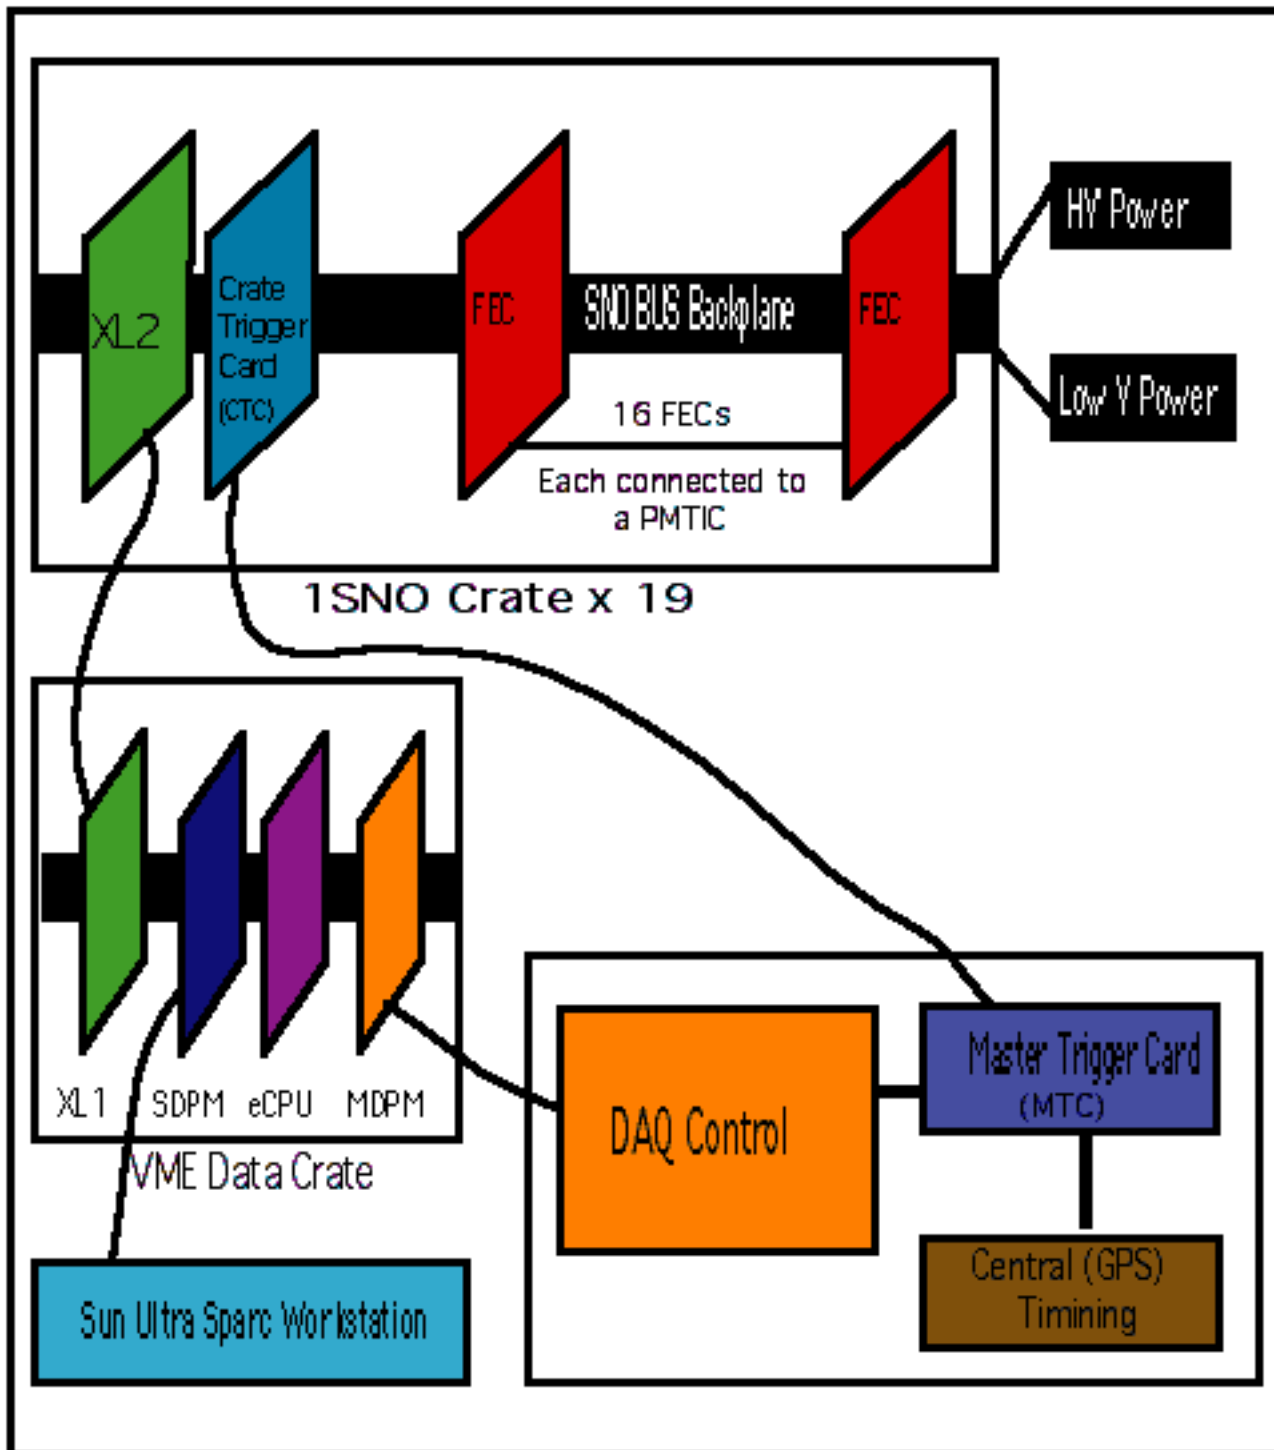 HV Power
XL2
Crate
Trigger
Card
(CTC)
FEC
SNO BUS Backplane
FEC
Low V Power
16 FECs
Each connected to
a PMTIC
1SNO Crate x 19
XL1
SDPM
eCPU
MDPM
VME Data Crate
DAQ Control
Master Trigger Card
(MTC)
Central (GPS)
Timining
Sun Ultra Sparc Workstation